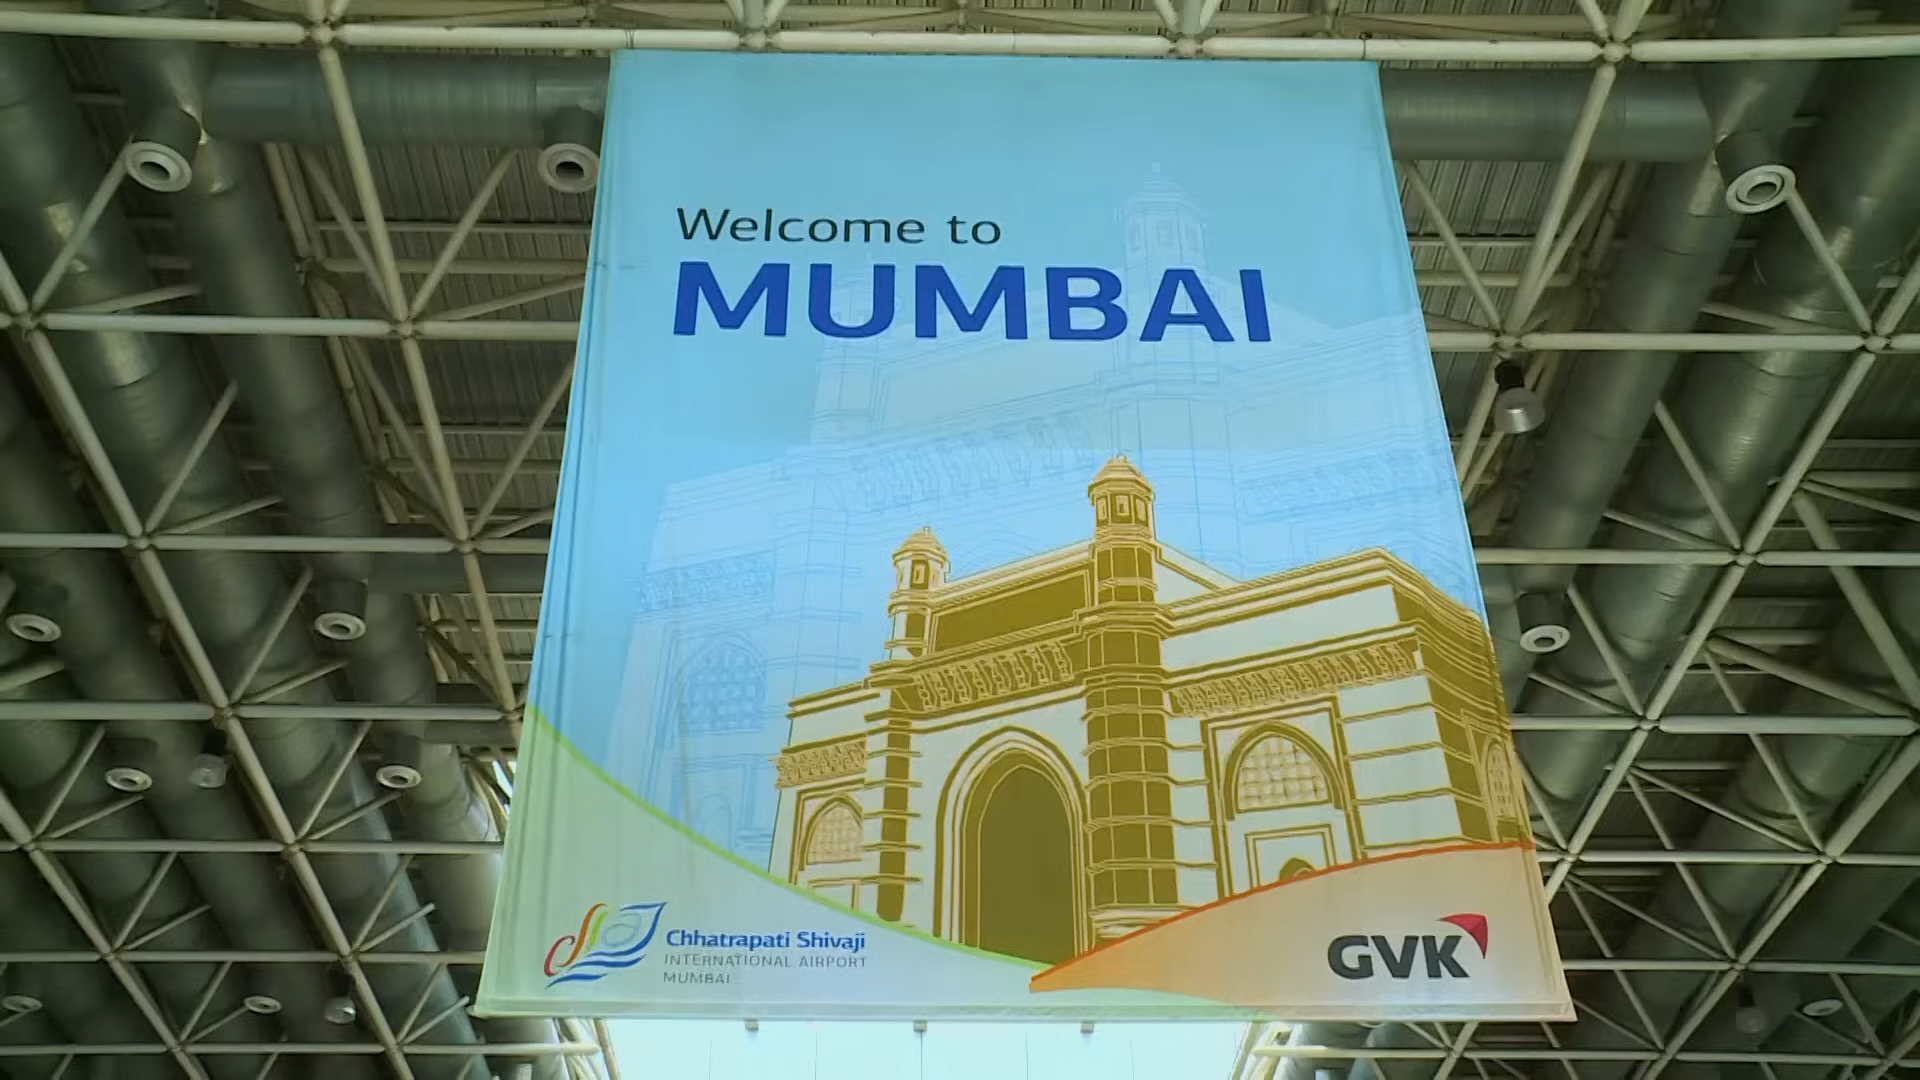 Welcome to
MUMBAI
Chhatrapati Shivaji
INTERNATIONAL AIRPORT
MUMBAI
GVK